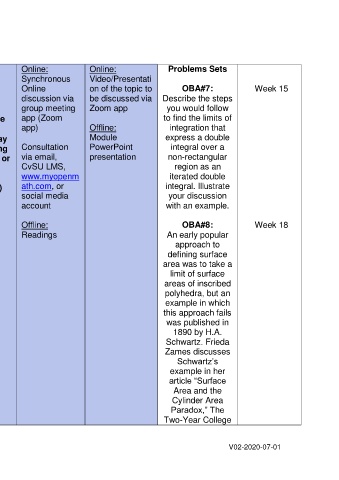 e
ay
ng
or
)
Online:
Synchronous
Online
discussion via
group meeting
app (Zoom
app)
Consultation
via email,
CvSU LMS,
www.myopenm
ath.com, or
social media
account
Offline:
Readings
Online:
Video/Presentati
on of the topic to
be discussed via
Zoom app
Offline:
Module
PowerPoint
presentation
Problems Sets
OBA#7:
Describe the steps
you would follow
to find the limits of
integration that
express a double
integral over a
non-rectangular
region as an
iterated double
integral. Illustrate
your discussion
with an example.
OBA#8:
An early popular
approach to
defining surface
area was to take a
limit of surface
areas of inscribed
polyhedra, but an
example in which
this approach fails
was published in
1890 by H.A.
Schwartz. Frieda
Zames discusses
Schwartz's
example in her
article "Surface
Area and the
Cylinder Area
Paradox," The
Two-Year College
Week 15
Week 18
V02-2020-07-01